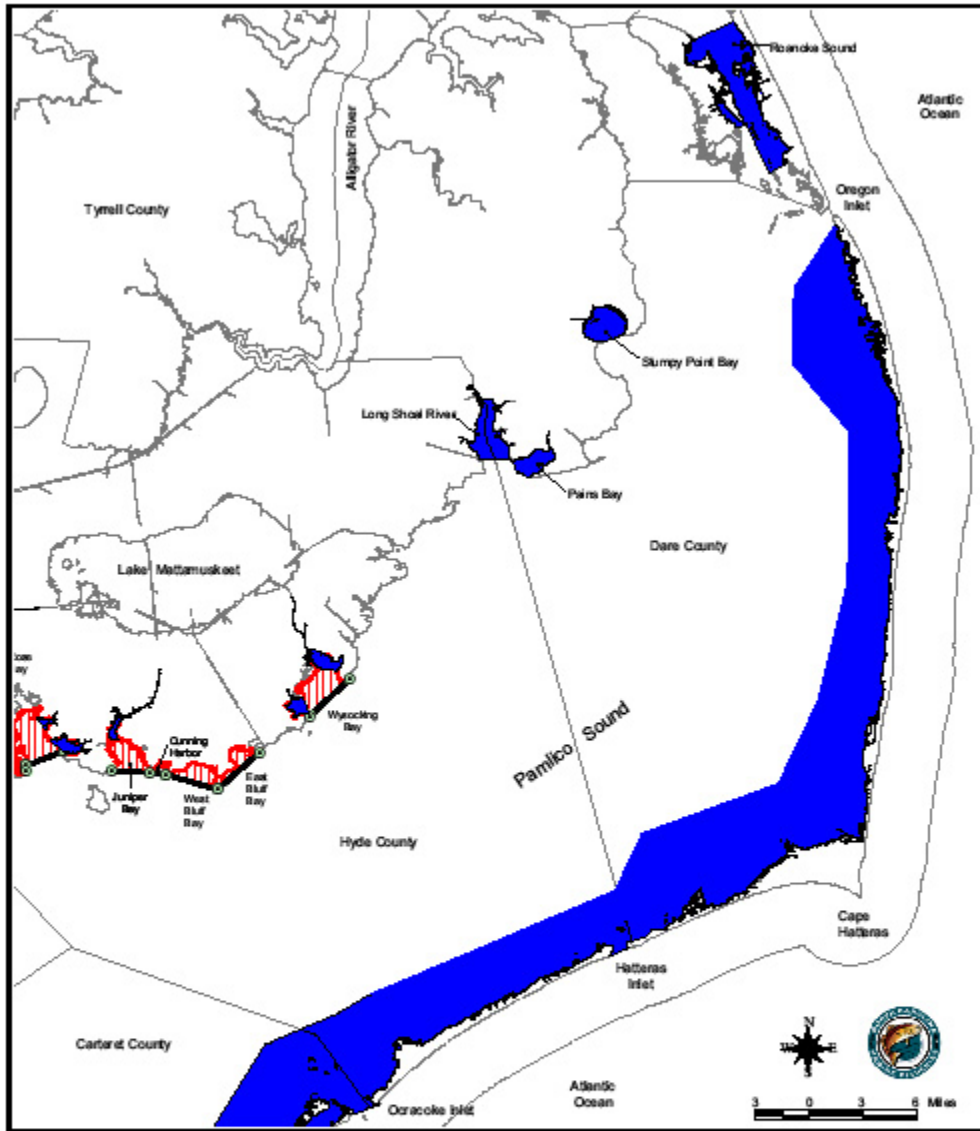 Roanoke Sound
Atlantic
Ocean
Alligator River
Oregon
Inlet
Tyrrell County
Stumpy Point Bay
Long Shoal River
Pains Bay
Dare County
Lake Mattamuskeet
Wysocking
Bay
Gunning
Harbor
Juniper
Bay
West
Bluff
Bay
East
Bluff
Bay
Pamlico Sound
Hyde County
Cape
Hatteras
Hatteras
Inlet
Carteret County
Atlantic
Ocean
Ocracoke Inlet
N
W E
S
3 0 3 6 Miles